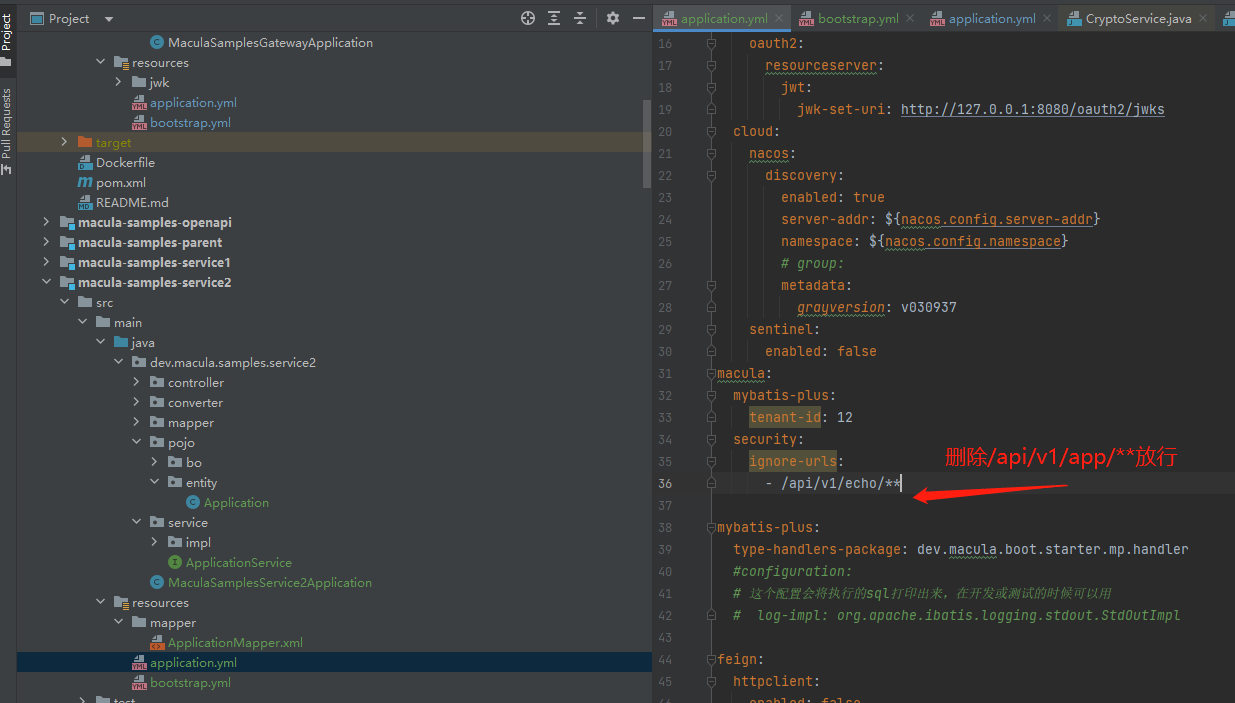 Project
Pull Requests
Project
MaculaSamplesGatewayApplication
resources
jwk
application.yml
bootstrap.yml
target
Dockerfile
pom.xml
README.md
macula-samples-openapi
macula-samples-parent
macula-samples-service1
macula-samples-service2
src
main
java
dev.macula.samples.service2
controller
converter
mapper
pojo
bo
entity
Application
service
impl
ApplicationService
MaculaSamplesService2Application
resources
mapper
ApplicationMapper.xml
application.yml
bootstrap.yml
test
application.yml
bootstrap.yml
application.yml
CryptoService.java
16 oauth2:
17 resourceserver:
18 jwt:
19 jwk-set-uri: http://127.0.0.1:8080/oauth2/jwks
20 cloud:
21 nacos:
22 discovery:
23 enabled: true
24 server-addr: ${nacos.config.server-addr}
25 namespace: ${nacos.config.namespace}
26 # group:
27 metadata:
28 grayversion: v030937
29 sentinel:
30 enabled: false
31 macula:
32 mybatis-plus:
33 tenant-id: 12
34 security:
35 ignore-urls:
删除/api/v1/app/**放行
36 - /api/v1/echo/**
37
38 mybatis-plus:
39 type-handlers-package: dev.macula.boot.starter.mp.handler
40 #configuration:
41 # 这个配置会将执行的sql打印出来，在开发或测试的时候可以用
42 # log-impl: org.apache.ibatis.logging.stdout.StdOutImpl
43
44 feign:
45 httpclient:
enabled: false